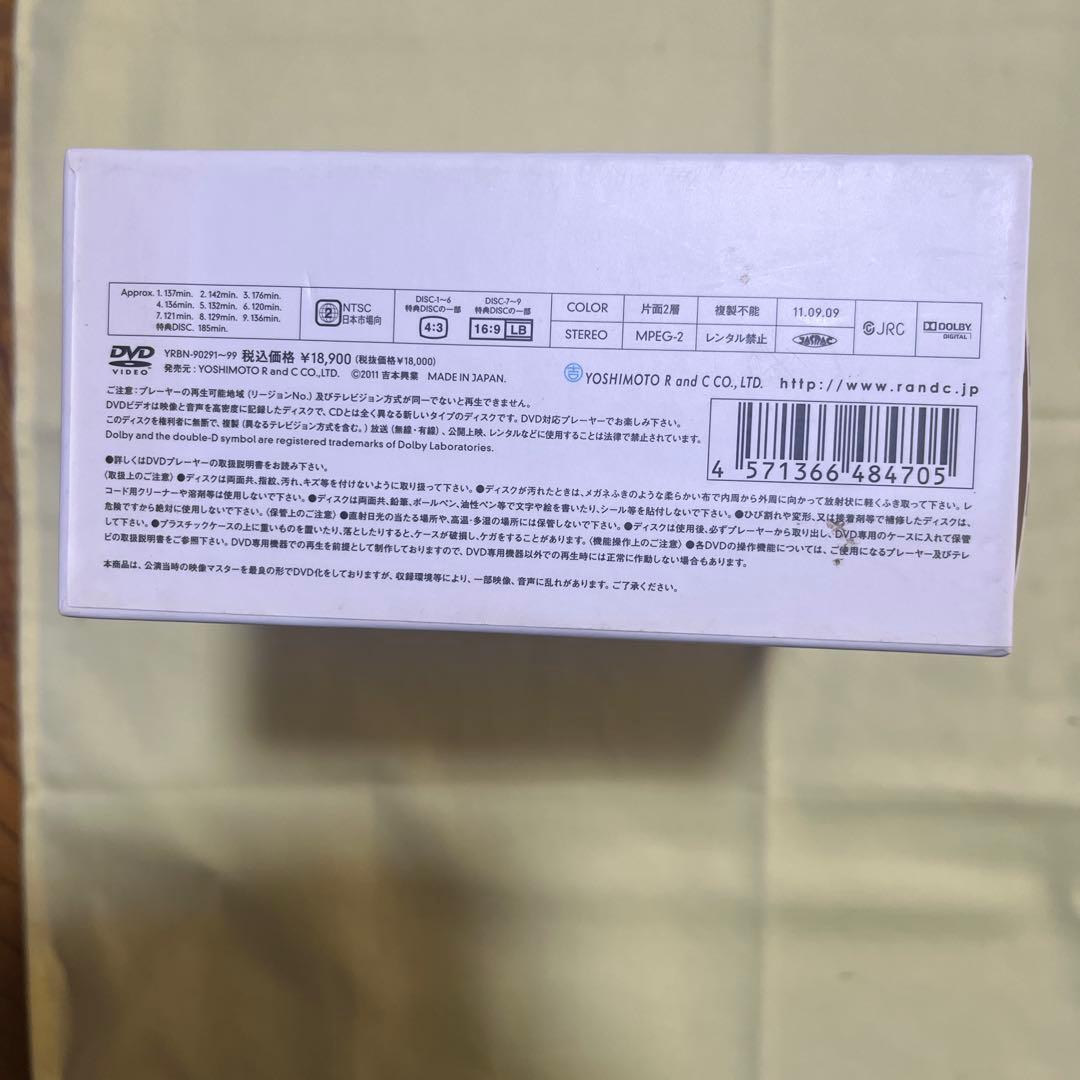 Approx. 1. 137min. 2. 142min. 3. 176min.
4. 136min. 5. 132min. 6. 120min.
7. 121min. 8. 129min. 9. 136min.
特典DISC. 185min.
2 NTSC 日本市場向
DISC-1〜6 特典DISCの一部 4:3
DISC-7〜9 特典DISCの一部 16:9 LB
COLOR 片面2層 複製不能 11.09.09
STEREO MPEG-2 レンタル禁止 JASRAC
JRC
DOLBY DIGITAL
DVD VIDEO
YRBN-90291〜99 税込価格 ¥18,900 (税抜価格¥18,000)
発売元：YOSHIMOTO R and C CO.,LTD. ©2011 吉本興業 MADE IN JAPAN.
吉 YOSHIMOTO R and C CO., LTD. http://www.randc.jp
ご注意：プレーヤーの再生可能地域（リージョンNo.）及びテレビジョン方式が同一でないと再生できません。
DVDビデオは映像と音声を高密度に記録したディスクで、CDとは全く異なる新しいタイプのディスクです。DVD対応プレーヤーでお楽しみ下さい。
このディスクを権利者に無断で、複製（異なるテレビジョン方式を含む。）放送（無線・有線）、公開上映、レンタルなどに使用することは法律で禁止されています。
Dolby and the double-D symbol are registered trademarks of Dolby Laboratories.
4 571366 484705
●詳しくはDVDプレーヤーの取扱説明書をお読み下さい。
〈取扱上のご注意〉●ディスクは両面共、指紋、汚れ、キズ等を付けないように取り扱って下さい。●ディスクが汚れたときは、メガネふきのような柔らかい布で内周から外周に向かって放射状に軽くふき取って下さい。レ
コード用クリーナーや溶剤等は使用しないで下さい。●ディスクは両面共、鉛筆、ボールペン、油性ペン等で文字や絵を書いたり、シール等を貼付しないで下さい。●ひび割れや変形、又は接着剤等で補修したディスクは、
危険ですから絶対に使用しないで下さい。〈保管上のご注意〉●直射日光の当たる場所や、高温・多湿の場所には保管しないで下さい。●ディスクは使用後、必ずプレーヤーから取り出し、DVD専用のケースに入れて保管
して下さい。●プラスチックケースの上に重いものを置いたり、落としたりすると、ケースが破損し、ケガをすることがあります。〈機能操作上のご注意〉●各DVDの操作機能については、ご使用になるプレーヤー及びテレ
ビの取扱説明書をご参照下さい。DVD専用機器での再生を前提として制作しておりますので、DVD専用機器以外での再生時には正常に作動しない場合もあります。
本商品は、公演当時の映像マスターを最良の形でDVD化をしておりますが、収録環境等により、一部映像、音声に乱れがあります。ご了承ください。